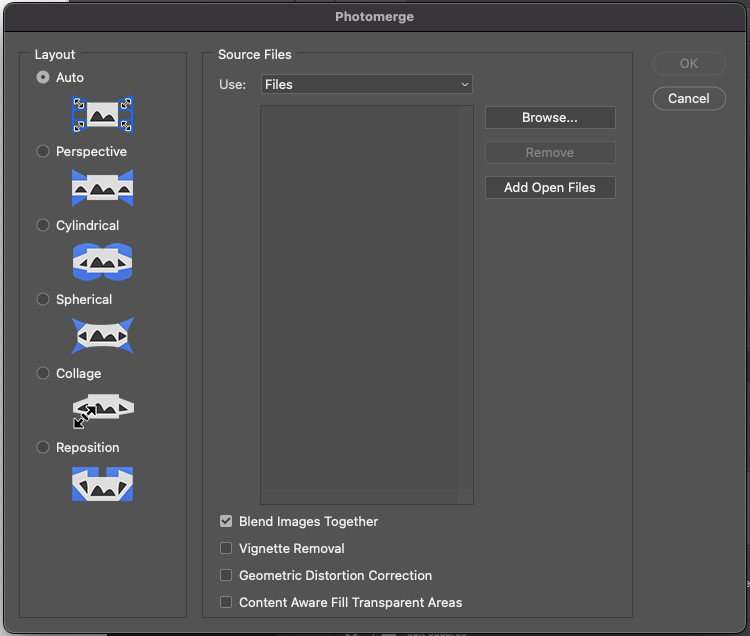 Photomerge
Layout
Auto
Perspective
Cylindrical
Spherical
Collage
Reposition
Source Files
Use: Files
Browse...
Remove
Add Open Files
Blend Images Together
Vignette Removal
Geometric Distortion Correction
Content Aware Fill Transparent Areas
OK
Cancel